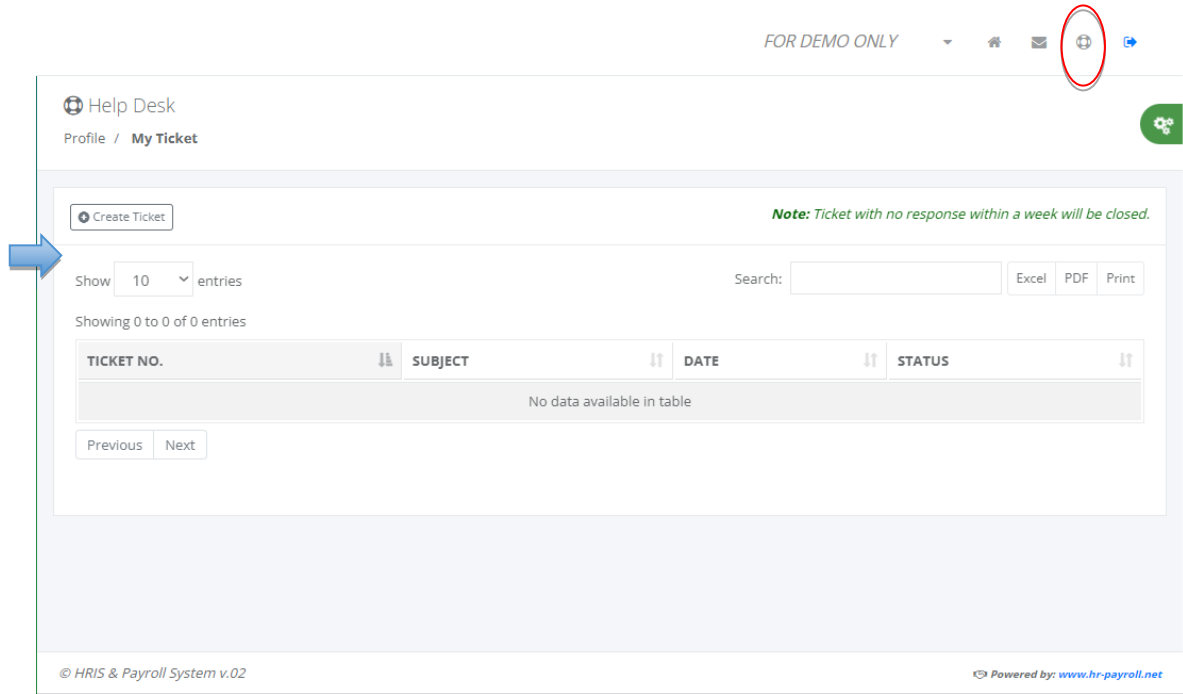 FOR DEMO ONLY
Help Desk
Profile / My Ticket
Create Ticket
Note: Ticket with no response within a week will be closed.
Show 10 entries
Search:
Excel PDF Print
Showing 0 to 0 of 0 entries
TICKET NO. SUBJECT DATE STATUS
No data available in table
Previous Next
© HRIS & Payroll System v.02
Powered by: www.hr-payroll.net